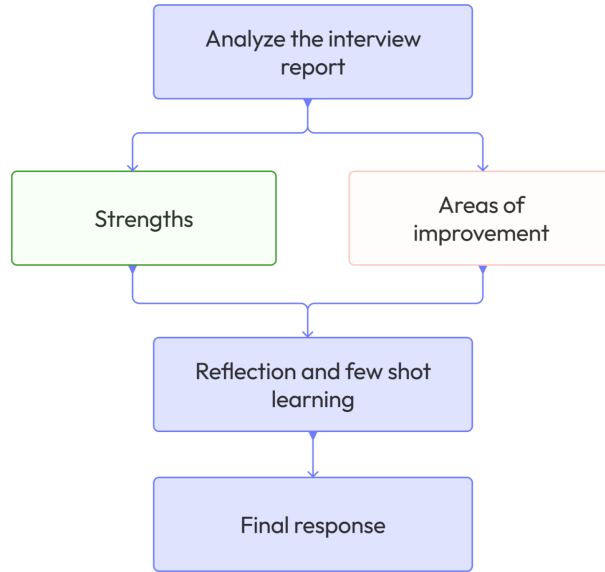 Analyze the interview
report
Strengths
Areas of
improvement
Reflection and few shot
learning
Final response